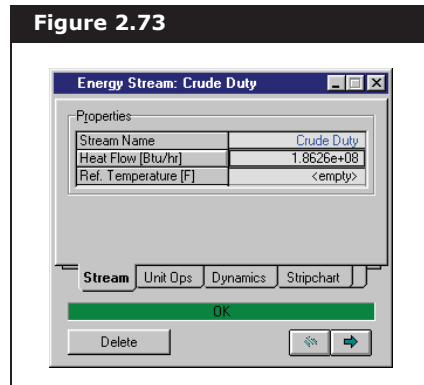 Figure 2.73
Energy Stream: Crude Duty
Properties
Stream Name Crude Duty
Heat Flow [Btu/hr] 1.8626e+08
Ref. Temperature [F] <empty>
Stream Unit Ops Dynamics Stripchart
OK
Delete